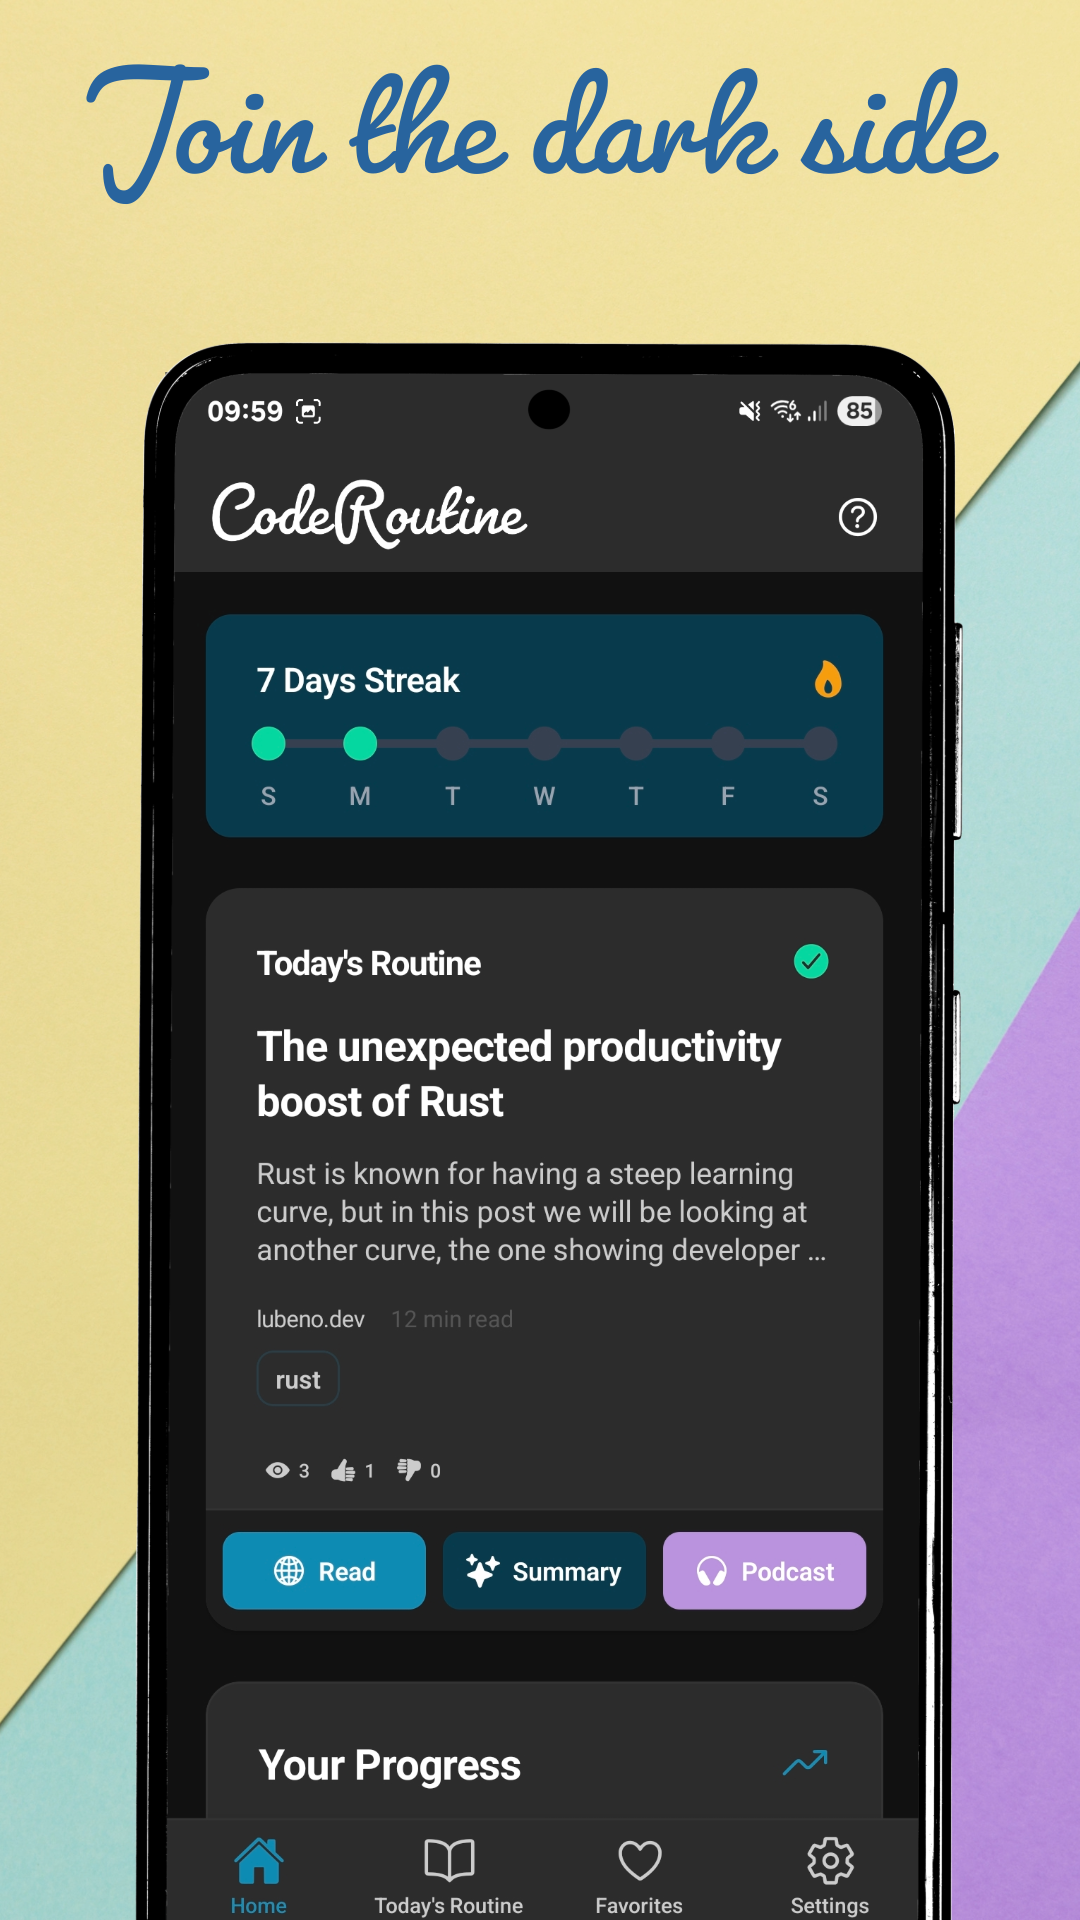 Join the dark side
09:59
85
CodeRoutine
7 Days Streak
S M T W T F S
Today's Routine
The unexpected productivity
boost of Rust
Rust is known for having a steep learning
curve, but in this post we will be looking at
another curve, the one showing developer ...
lubeno.dev 12 min read
rust
3 1 0
Read Summary Podcast
Your Progress
Home Today's Routine Favorites Settings